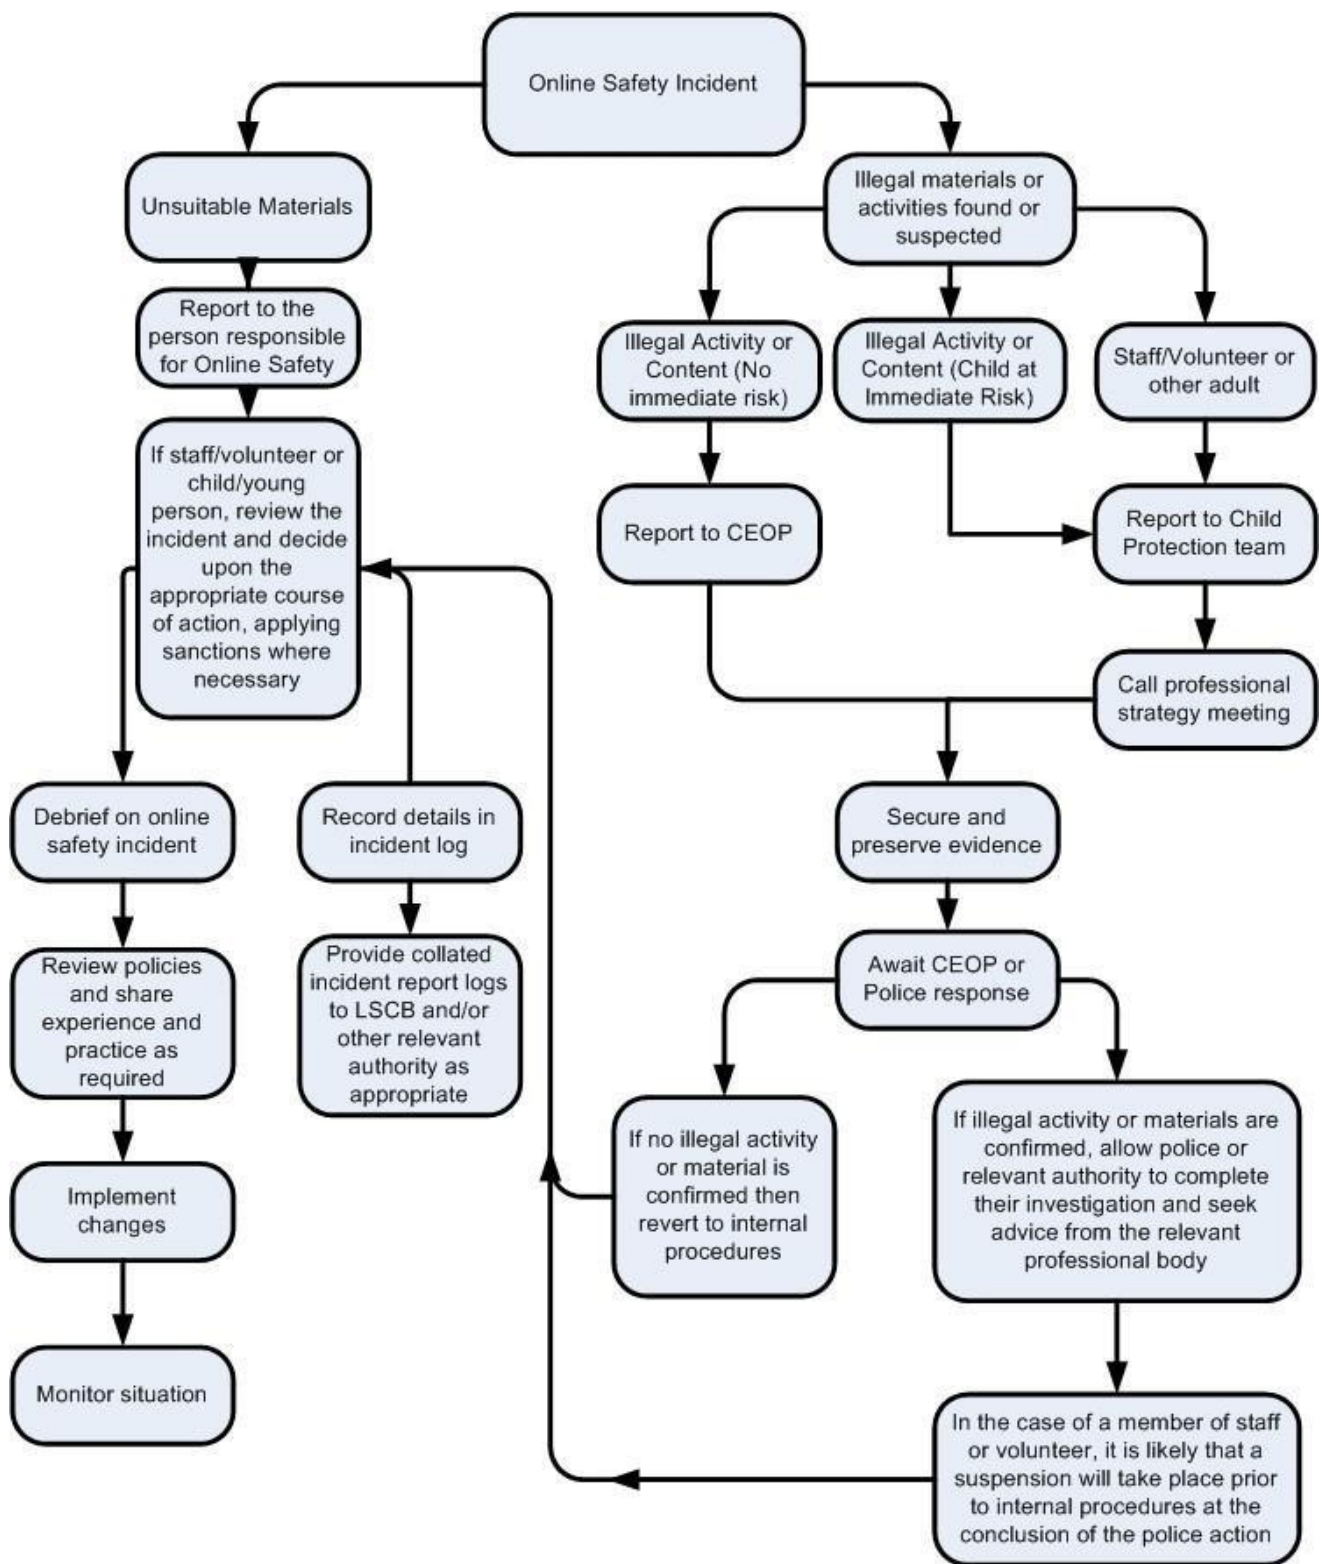 Online Safety Incident
Unsuitable Materials
Report to the
person responsible
for Online Safety
If staff/volunteer or
child/young
person, review the
incident and decide
upon the
appropriate course
of action, applying
sanctions where
necessary
Debrief on online
safety incident
Review policies
and share
experience and
practice as
required
Implement
changes
Monitor situation
Record details in
incident log
Provide collated
incident report logs
to LSCB and/or
other relevant
authority as
appropriate
Illegal materials or
activities found or
suspected
Illegal Activity or
Content (No
immediate risk)
Illegal Activity or
Content (Child at
Immediate Risk)
Staff/Volunteer or
other adult
Report to CEOP
Report to Child
Protection team
Call professional
strategy meeting
Secure and
preserve evidence
Await CEOP or
Police response
If no illegal activity
or material is
confirmed then
revert to internal
procedures
If illegal activity or materials are
confirmed, allow police or
relevant authority to complete
their investigation and seek
advice from the relevant
professional body
In the case of a member of staff
or volunteer, it is likely that a
suspension will take place prior
to internal procedures at the
conclusion of the police action